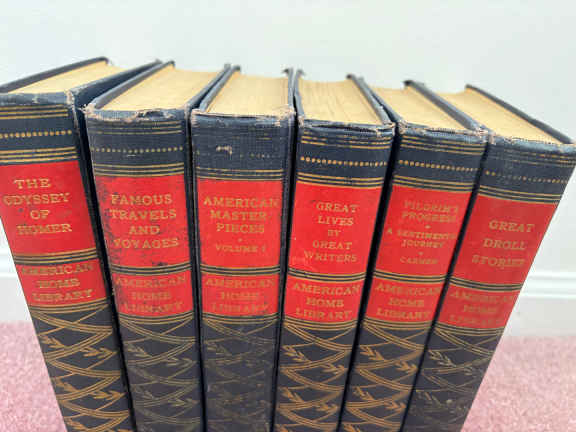 THE
ODYSSEY
OF
HOMER
AMERICAN
HOME
LIBRARY
FAMOUS
TRAVELS
AND
VOYAGES
AMERICAN
HOME
LIBRARY
AMERICAN
MASTER
PIECES
VOLUME I
AMERICAN
HOME
LIBRARY
GREAT
LIVES
BY
GREAT
WRITERS
AMERICAN
HOME
LIBRARY
PILGRIM'S
PROGRESS
A SENTIMENTAL
JOURNEY
CARMEN
AMERICAN
HOME
LIBRARY
GREAT
DROLL
STORIES
AMERICAN
HOME
LIBRARY